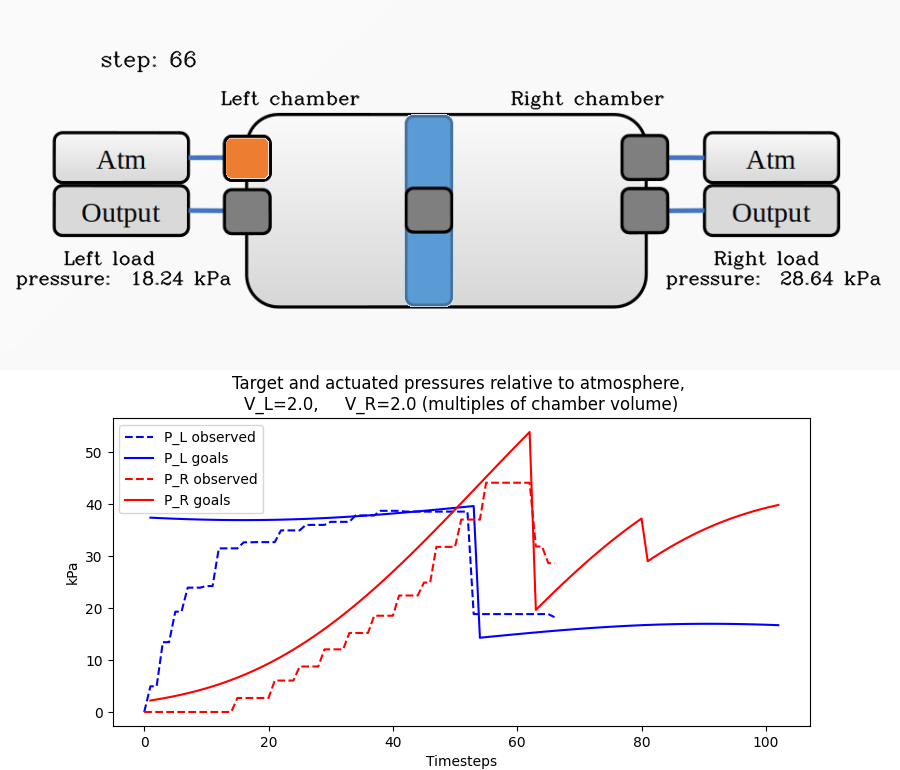 step: 66
Left chamber
Right chamber
Atm
Atm
Output
Output
Left load
pressure: 18.24 kPa
Right load
pressure: 28.64 kPa
Target and actuated pressures relative to atmosphere,
V_L=2.0, V_R=2.0 (multiples of chamber volume)
P_L observed
P_L goals
P_R observed
P_R goals
kPa
50
40
30
20
10
0
0 20 40 60 80 100
Timesteps